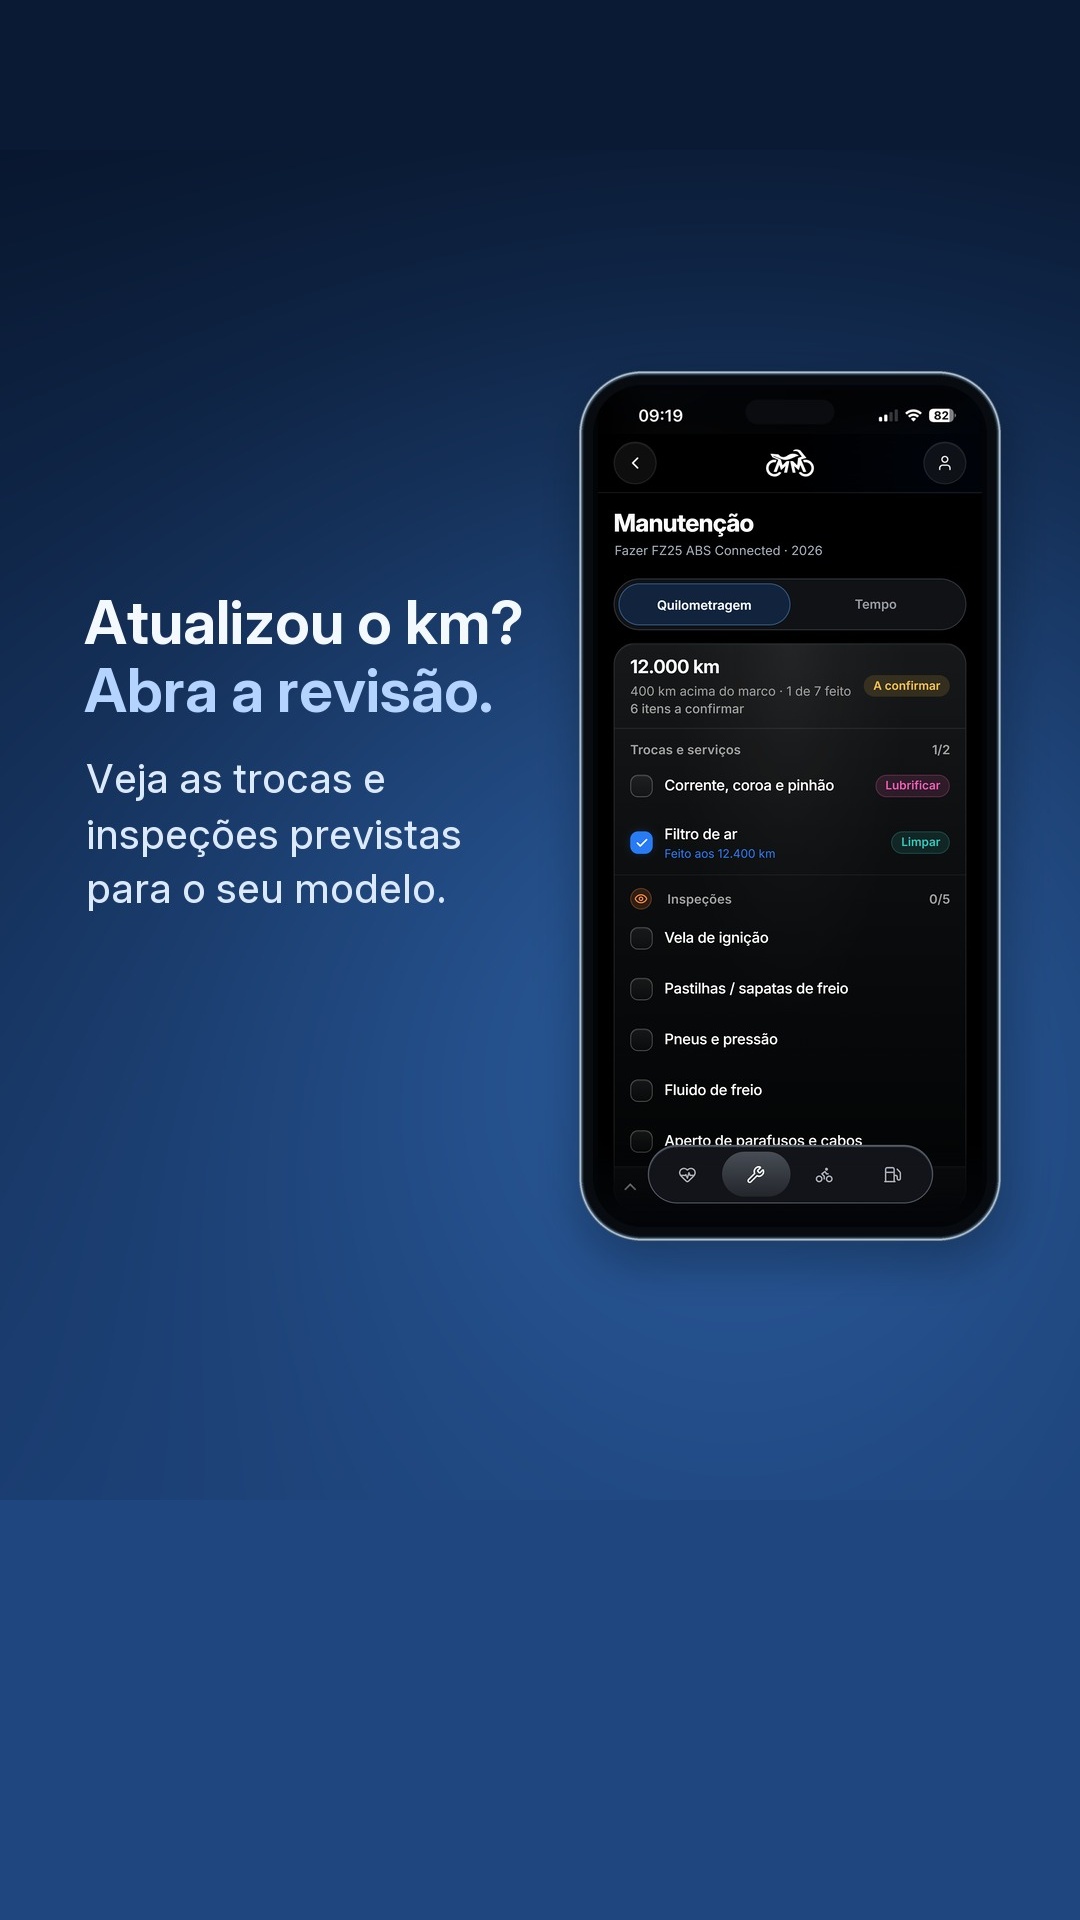 Atualizou o km?
Abra a revisão.
Veja as trocas e
inspeções previstas
para o seu modelo.
09:19
82
MM
Manutenção
Fazer FZ25 ABS Connected · 2026
Quilometragem
Tempo
12.000 km
400 km acima do marco · 1 de 7 feito
6 itens a confirmar
A confirmar
Trocas e serviços
1/2
Corrente, coroa e pinhão
Lubrificar
Filtro de ar
Feito aos 12.400 km
Limpar
Inspeções
0/5
Vela de ignição
Pastilhas / sapatas de freio
Pneus e pressão
Fluido de freio
Aperto de parafusos e cabos